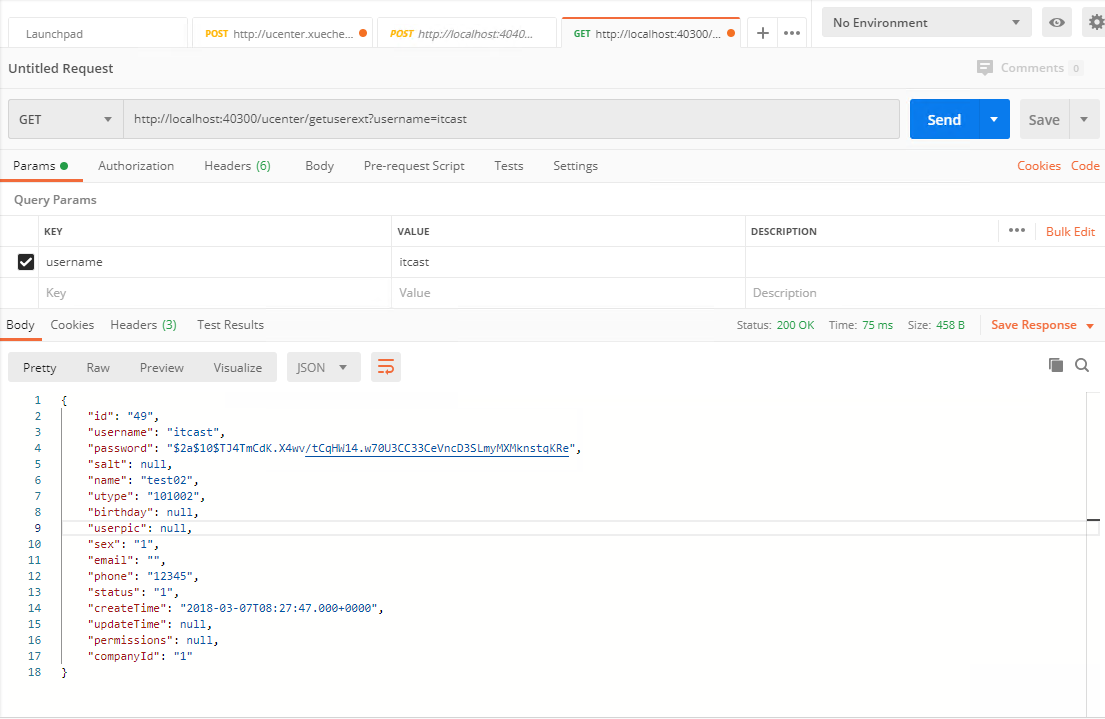 Launchpad
POST http://ucenter.xueche...
POST http://localhost:4040...
GET http://localhost:40300/...
No Environment
Untitled Request
Comments 0
GET
http://localhost:40300/ucenter/getuserext?username=itcast
Send
Save
Params
Authorization
Headers (6)
Body
Pre-request Script
Tests
Settings
Cookies
Code
Query Params
KEY VALUE DESCRIPTION
Bulk Edit
username itcast
Key Value Description
Body
Cookies
Headers (3)
Test Results
Status: 200 OK
Time: 75 ms
Size: 458 B
Save Response
Pretty
Raw
Preview
Visualize
JSON
1 {
2 "id": "49",
3 "username": "itcast",
4 "password": "$2a$10$TJ4TmCdK.X4wv/tCqHW14.w70U3CC33CeVncD3SLmyMXMknstqKRe",
5 "salt": null,
6 "name": "test02",
7 "utype": "101002",
8 "birthday": null,
9 "userpic": null,
10 "sex": "1",
11 "email": "",
12 "phone": "12345",
13 "status": "1",
14 "createTime": "2018-03-07T08:27:47.000+0000",
15 "updateTime": null,
16 "permissions": null,
17 "companyId": "1"
18 }